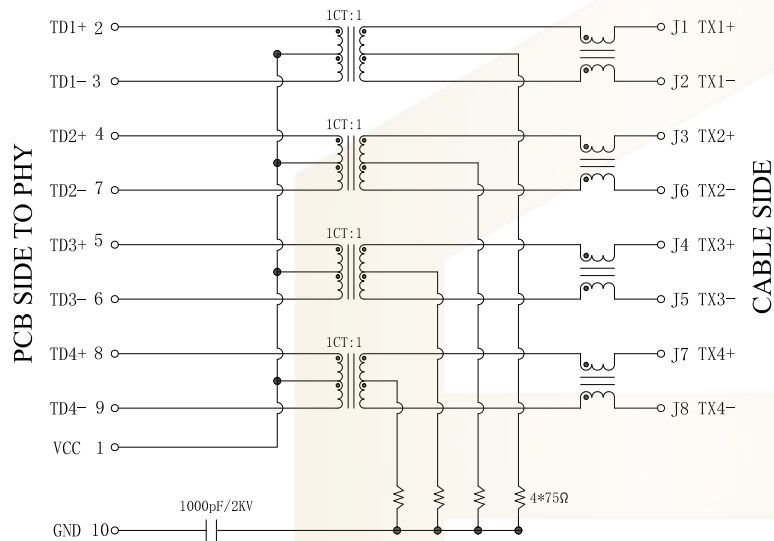 1CT:1
TD1+ 2
J1 TX1+
TD1- 3
J2 TX1-
TD2+ 4
1CT:1
J3 TX2+
TD2- 7
J6 TX2-
PCB SIDE TO PHY
CABLE SIDE
TD3+ 5
1CT:1
J4 TX3+
TD3- 6
J5 TX3-
TD4+ 8
1CT:1
J7 TX4+
TD4- 9
J8 TX4-
VCC 1
1000pF/2KV
4*75Ω
GND 10